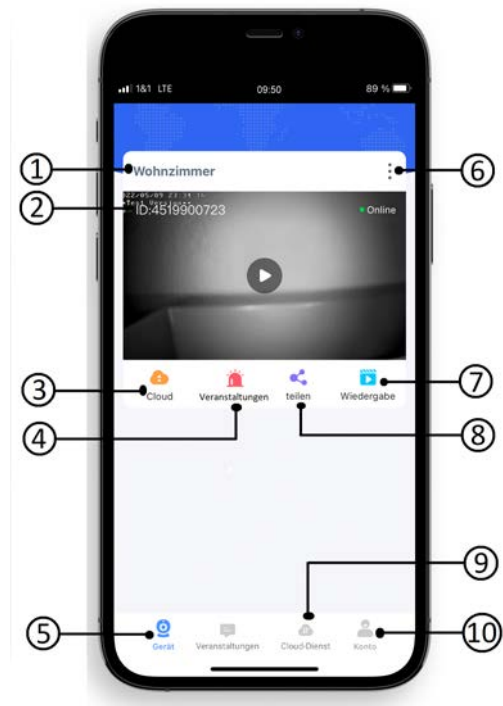 1&1 LTE
09:50
89 %
① Wohnzimmer ⑥
②
ID:4519900723
Online
③ Cloud Veranstaltungen teilen Wiedergabe ⑦
④ ⑧
⑨
⑤ Gerät Veranstaltungen Cloud-Dienst Konto ⑩